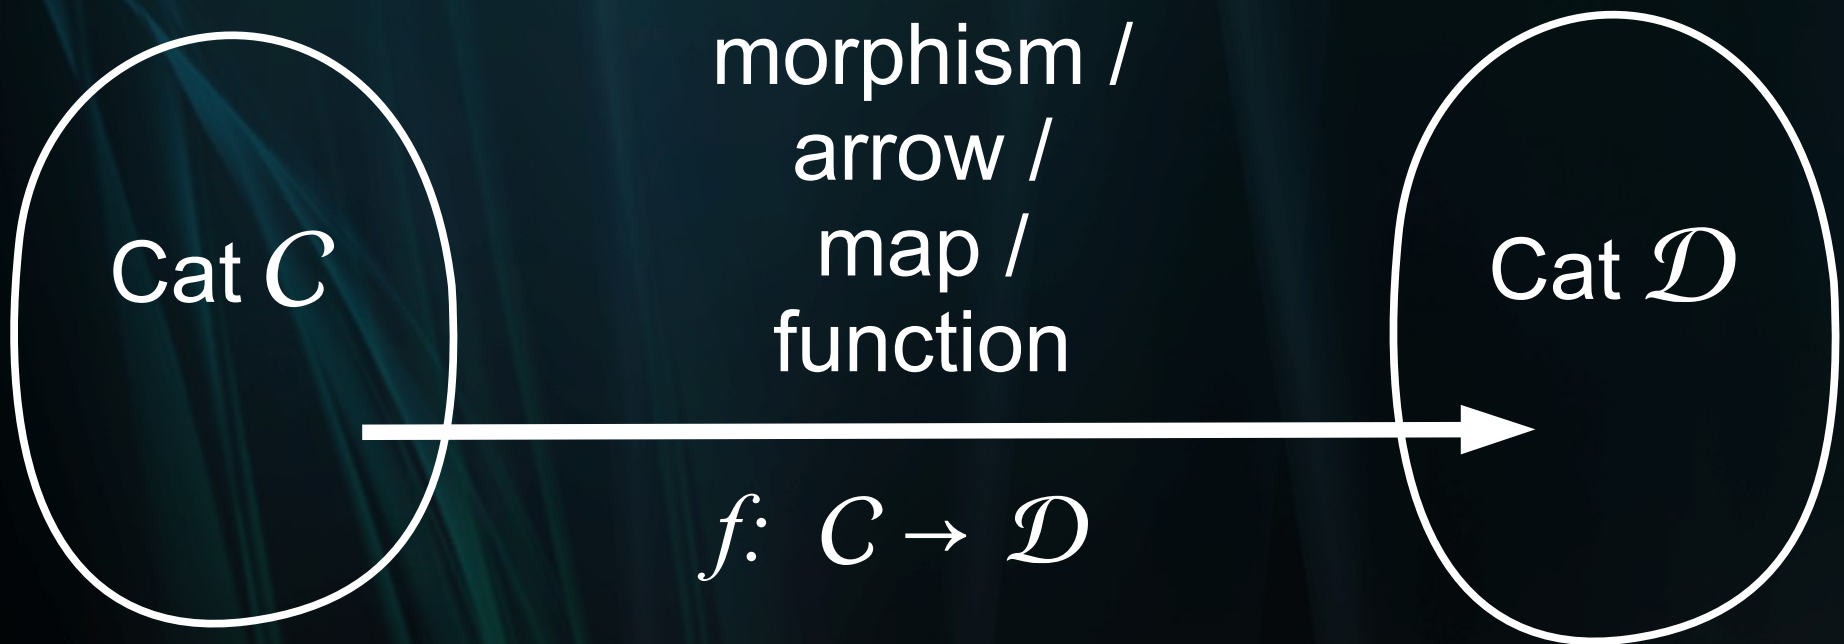 morphism /
arrow /
map /
function
Cat 𝒞
Cat 𝒟
f: 𝒞 → 𝒟